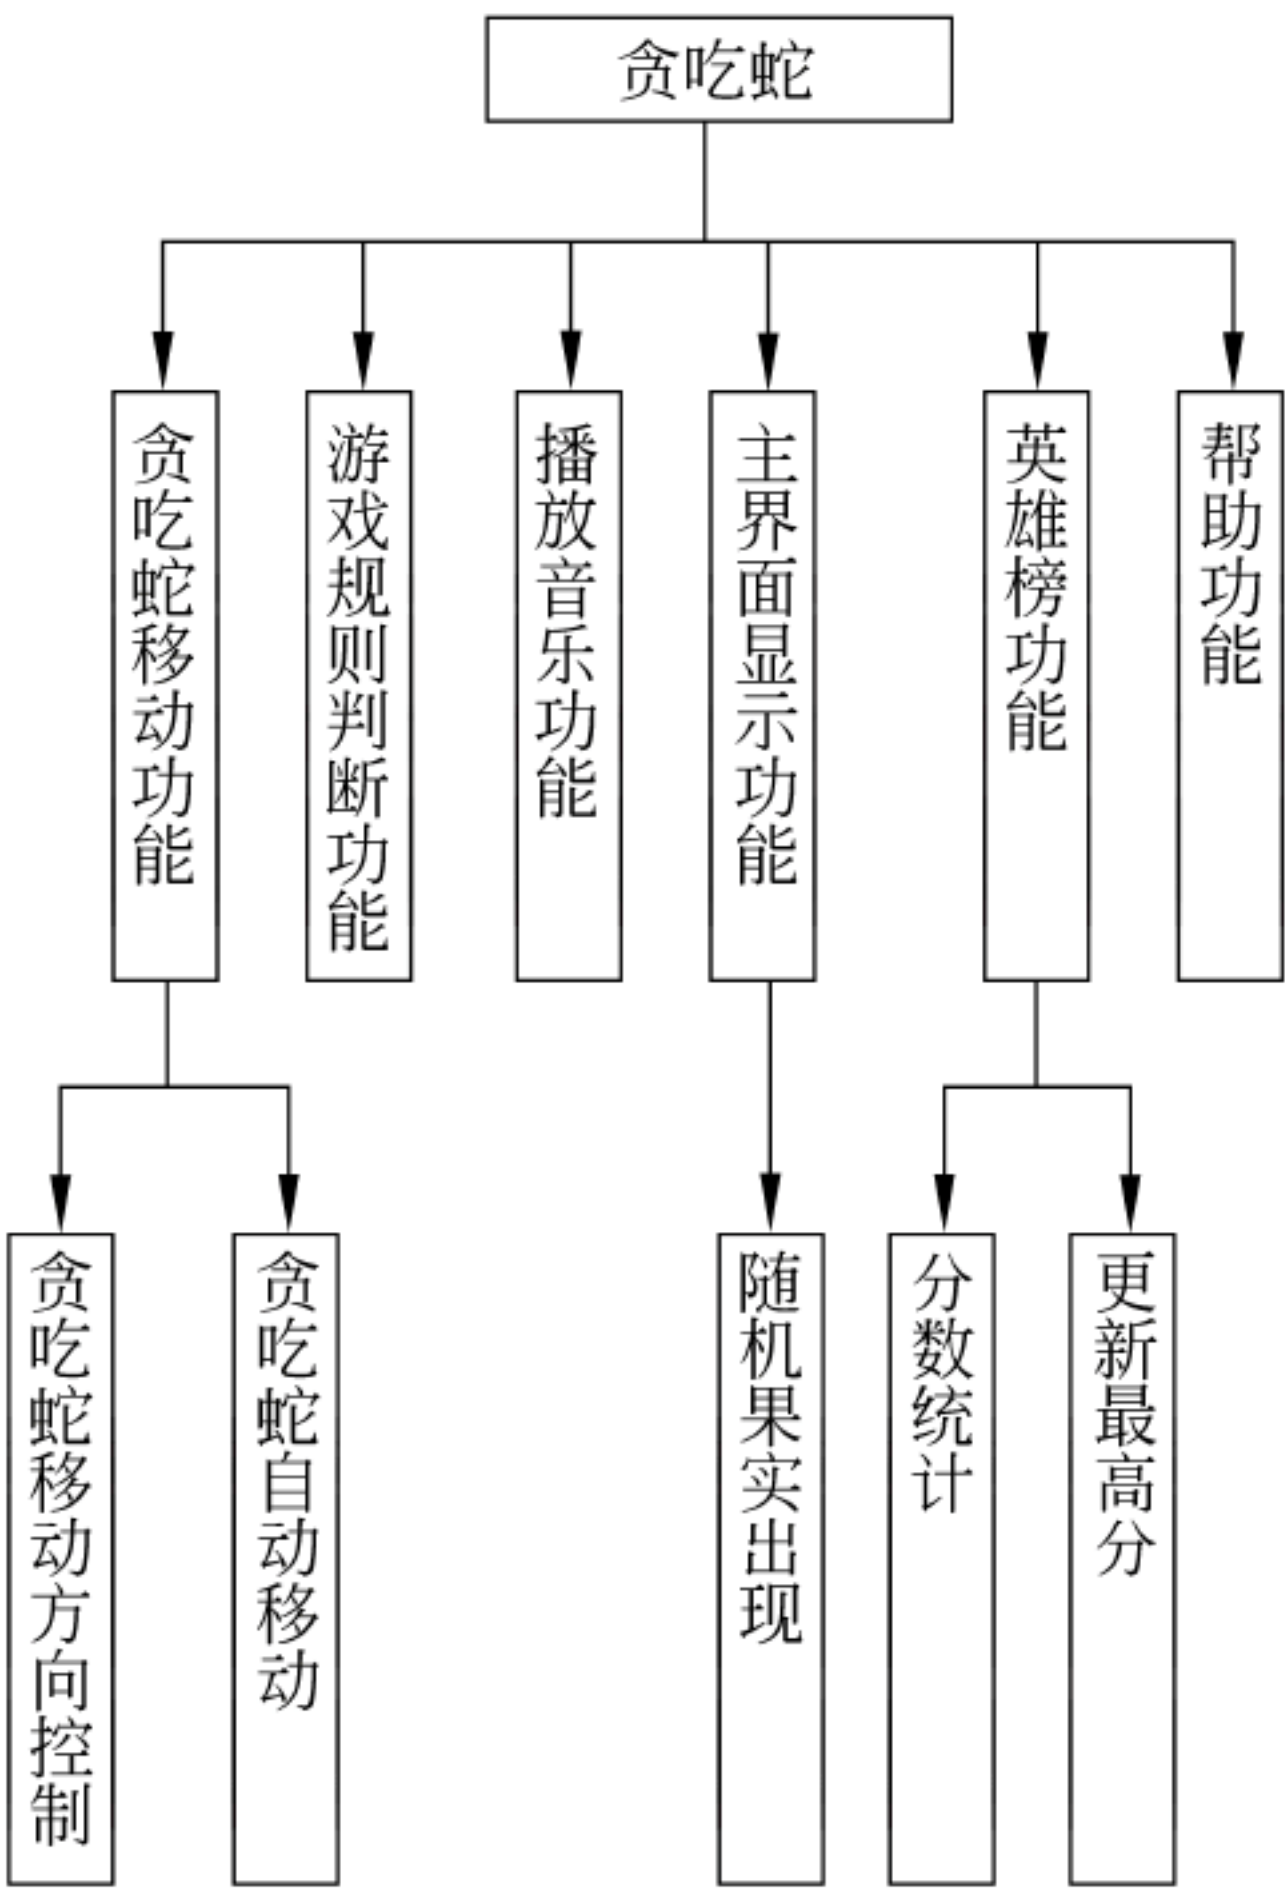 贪吃蛇
贪吃蛇移动功能
游戏规则判断功能
播放音乐功能
主界面显示功能
英雄榜功能
帮助功能
贪吃蛇移动方向控制
贪吃蛇自动移动
随机果实出现
分数统计
更新最高分